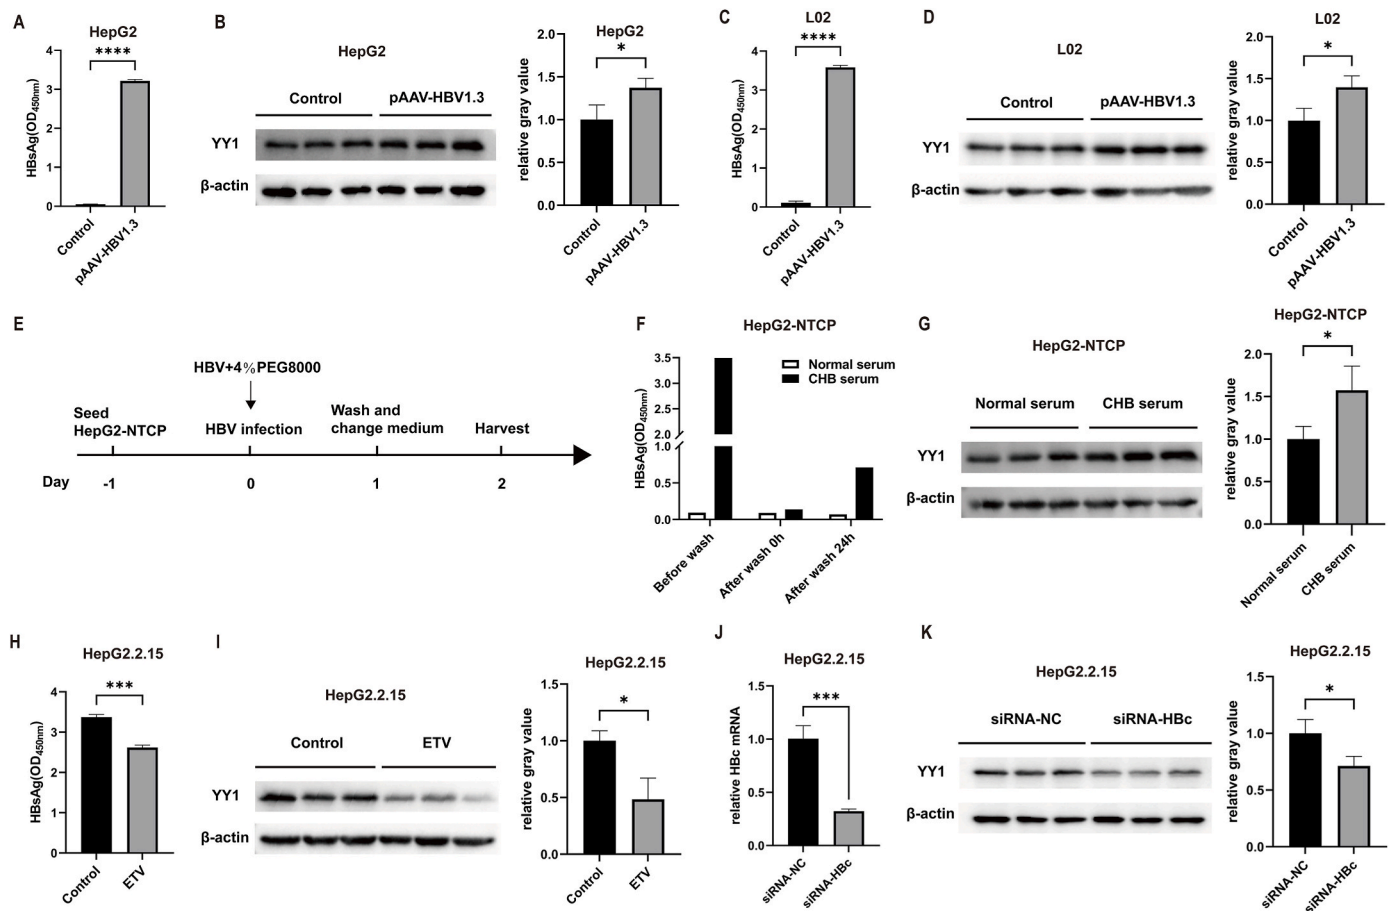 A
HepG2
****
HBsAg(OD450nm)
4
3
2
1
0
Control
pAAV-HBV1.3
B
HepG2
Control
pAAV-HBV1.3
YY1
β-actin
HepG2
*
relative gray value
2.0
1.5
1.0
0.5
0.0
Control
pAAV-HBV1.3
C
L02
****
HBsAg(OD450nm)
4
3
2
1
0
Control
pAAV-HBV1.3
D
L02
Control
pAAV-HBV1.3
YY1
β-actin
L02
*
relative gray value
2.0
1.5
1.0
0.5
0.0
Control
pAAV-HBV1.3
E
HBV+4%PEG8000
Seed
HepG2-NTCP
HBV infection
Wash and
change medium
Harvest
Day
-1
0
1
2
F
HepG2-NTCP
Normal serum
CHB serum
HBsAg(OD450nm)
3.5
3.0
2.5
2.0
1.0
0.5
0.0
Before wash
After wash 0h
After wash 24h
G
HepG2-NTCP
Normal serum
CHB serum
YY1
β-actin
HepG2-NTCP
*
relative gray value
2.0
1.5
1.0
0.5
0.0
Normal serum
CHB serum
H
HepG2.2.15
***
HBsAg(OD450nm)
4
3
2
1
0
Control
ETV
I
HepG2.2.15
Control
ETV
YY1
β-actin
HepG2.2.15
*
relative gray value
1.5
1.0
0.5
0.0
Control
ETV
J
HepG2.2.15
***
relative HBc mRNA
1.5
1.0
0.5
0.0
siRNA-NC
siRNA-HBc
K
HepG2.2.15
siRNA-NC
siRNA-HBc
YY1
β-actin
HepG2.2.15
*
relative gray value
1.5
1.0
0.5
0.0
siRNA-NC
siRNA-HBc